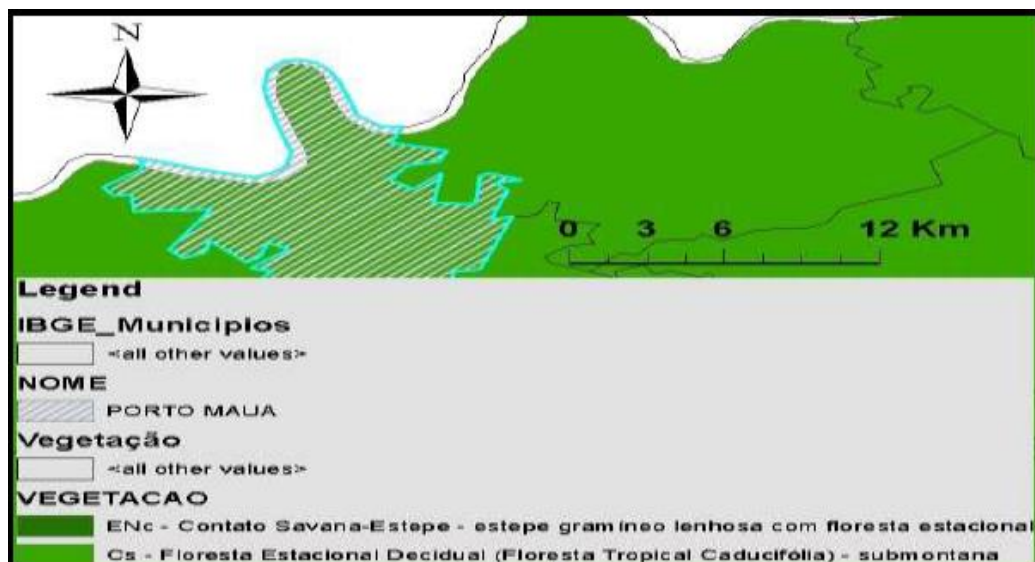 N
0 3 6 12 Km
Legend
IBGE_Municipios
<all other values>
NOME
PORTO MAUA
Vegetação
<all other values>
VEGETACAO
ENc - Contato Savana-Estepe - estepe gramíneo lenhosa com floresta estacional
Cs - Floresta Estacional Decidual (Floresta Tropical Caducifólia) - submontana